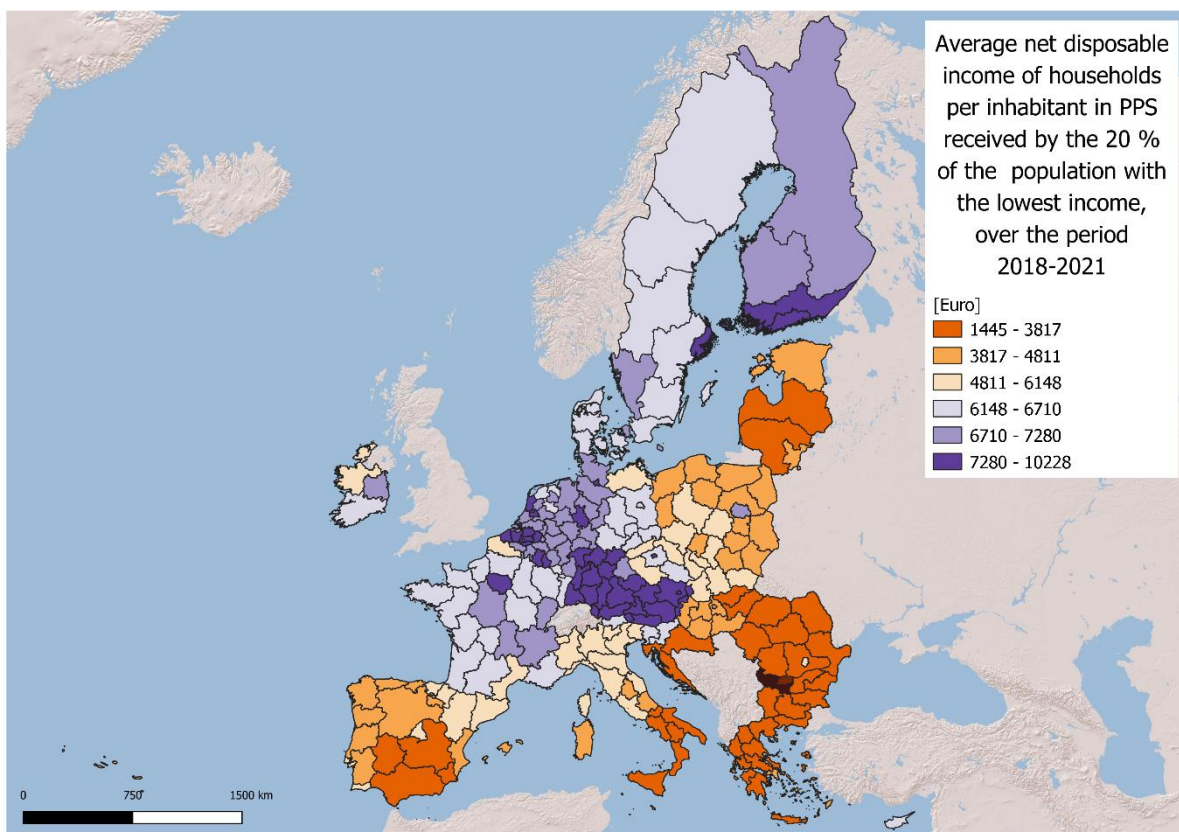 Average net disposable
income of households
per inhabitant in PPS
received by the 20 %
of the population with
the lowest income,
over the period
2018-2021
[Euro]
1445 - 3817
3817 - 4811
4811 - 6148
6148 - 6710
6710 - 7280
7280 - 10228
0 750 1500 km